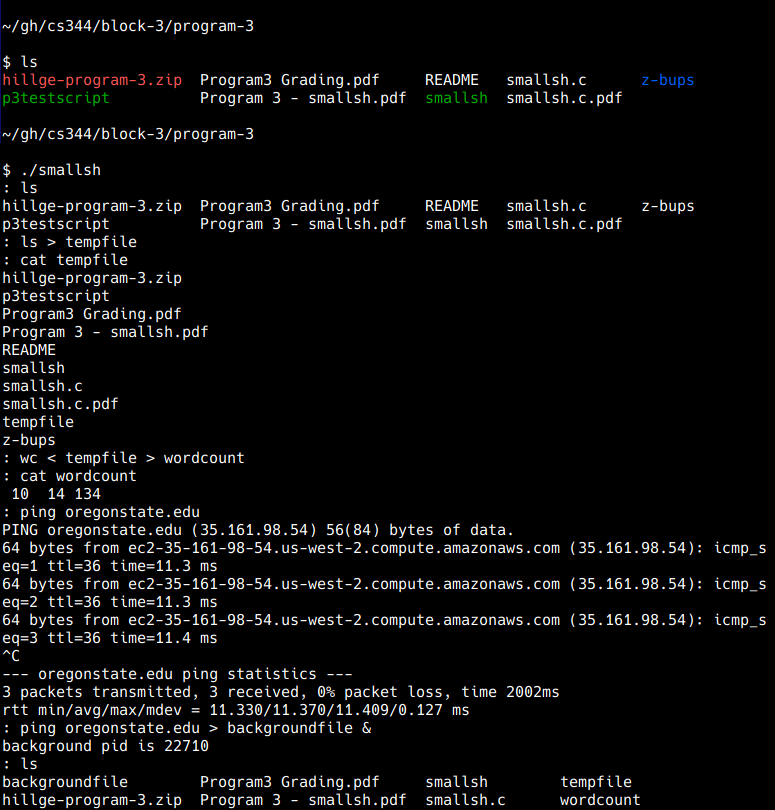 ~/gh/cs344/block-3/program-3
$ ls
hillge-program-3.zip  Program3 Grading.pdf     README   smallsh.c      z-bups
p3testscript          Program 3 - smallsh.pdf  smallsh  smallsh.c.pdf
~/gh/cs344/block-3/program-3
$ ./smallsh
: ls
hillge-program-3.zip  Program3 Grading.pdf     README   smallsh.c      z-bups
p3testscript          Program 3 - smallsh.pdf  smallsh  smallsh.c.pdf
: ls > tempfile
: cat tempfile
hillge-program-3.zip
p3testscript
Program3 Grading.pdf
Program 3 - smallsh.pdf
README
smallsh
smallsh.c
smallsh.c.pdf
tempfile
z-bups
: wc < tempfile > wordcount
: cat wordcount
 10  14 134
: ping oregonstate.edu
PING oregonstate.edu (35.161.98.54) 56(84) bytes of data.
64 bytes from ec2-35-161-98-54.us-west-2.compute.amazonaws.com (35.161.98.54): icmp_s
eq=1 ttl=36 time=11.3 ms
64 bytes from ec2-35-161-98-54.us-west-2.compute.amazonaws.com (35.161.98.54): icmp_s
eq=2 ttl=36 time=11.3 ms
64 bytes from ec2-35-161-98-54.us-west-2.compute.amazonaws.com (35.161.98.54): icmp_s
eq=3 ttl=36 time=11.4 ms
^C
--- oregonstate.edu ping statistics ---
3 packets transmitted, 3 received, 0% packet loss, time 2002ms
rtt min/avg/max/mdev = 11.330/11.370/11.409/0.127 ms
: ping oregonstate.edu > backgroundfile &
background pid is 22710
: ls
backgroundfile        Program3 Grading.pdf     smallsh        tempfile
hillge-program-3.zip  Program 3 - smallsh.pdf  smallsh.c      wordcount